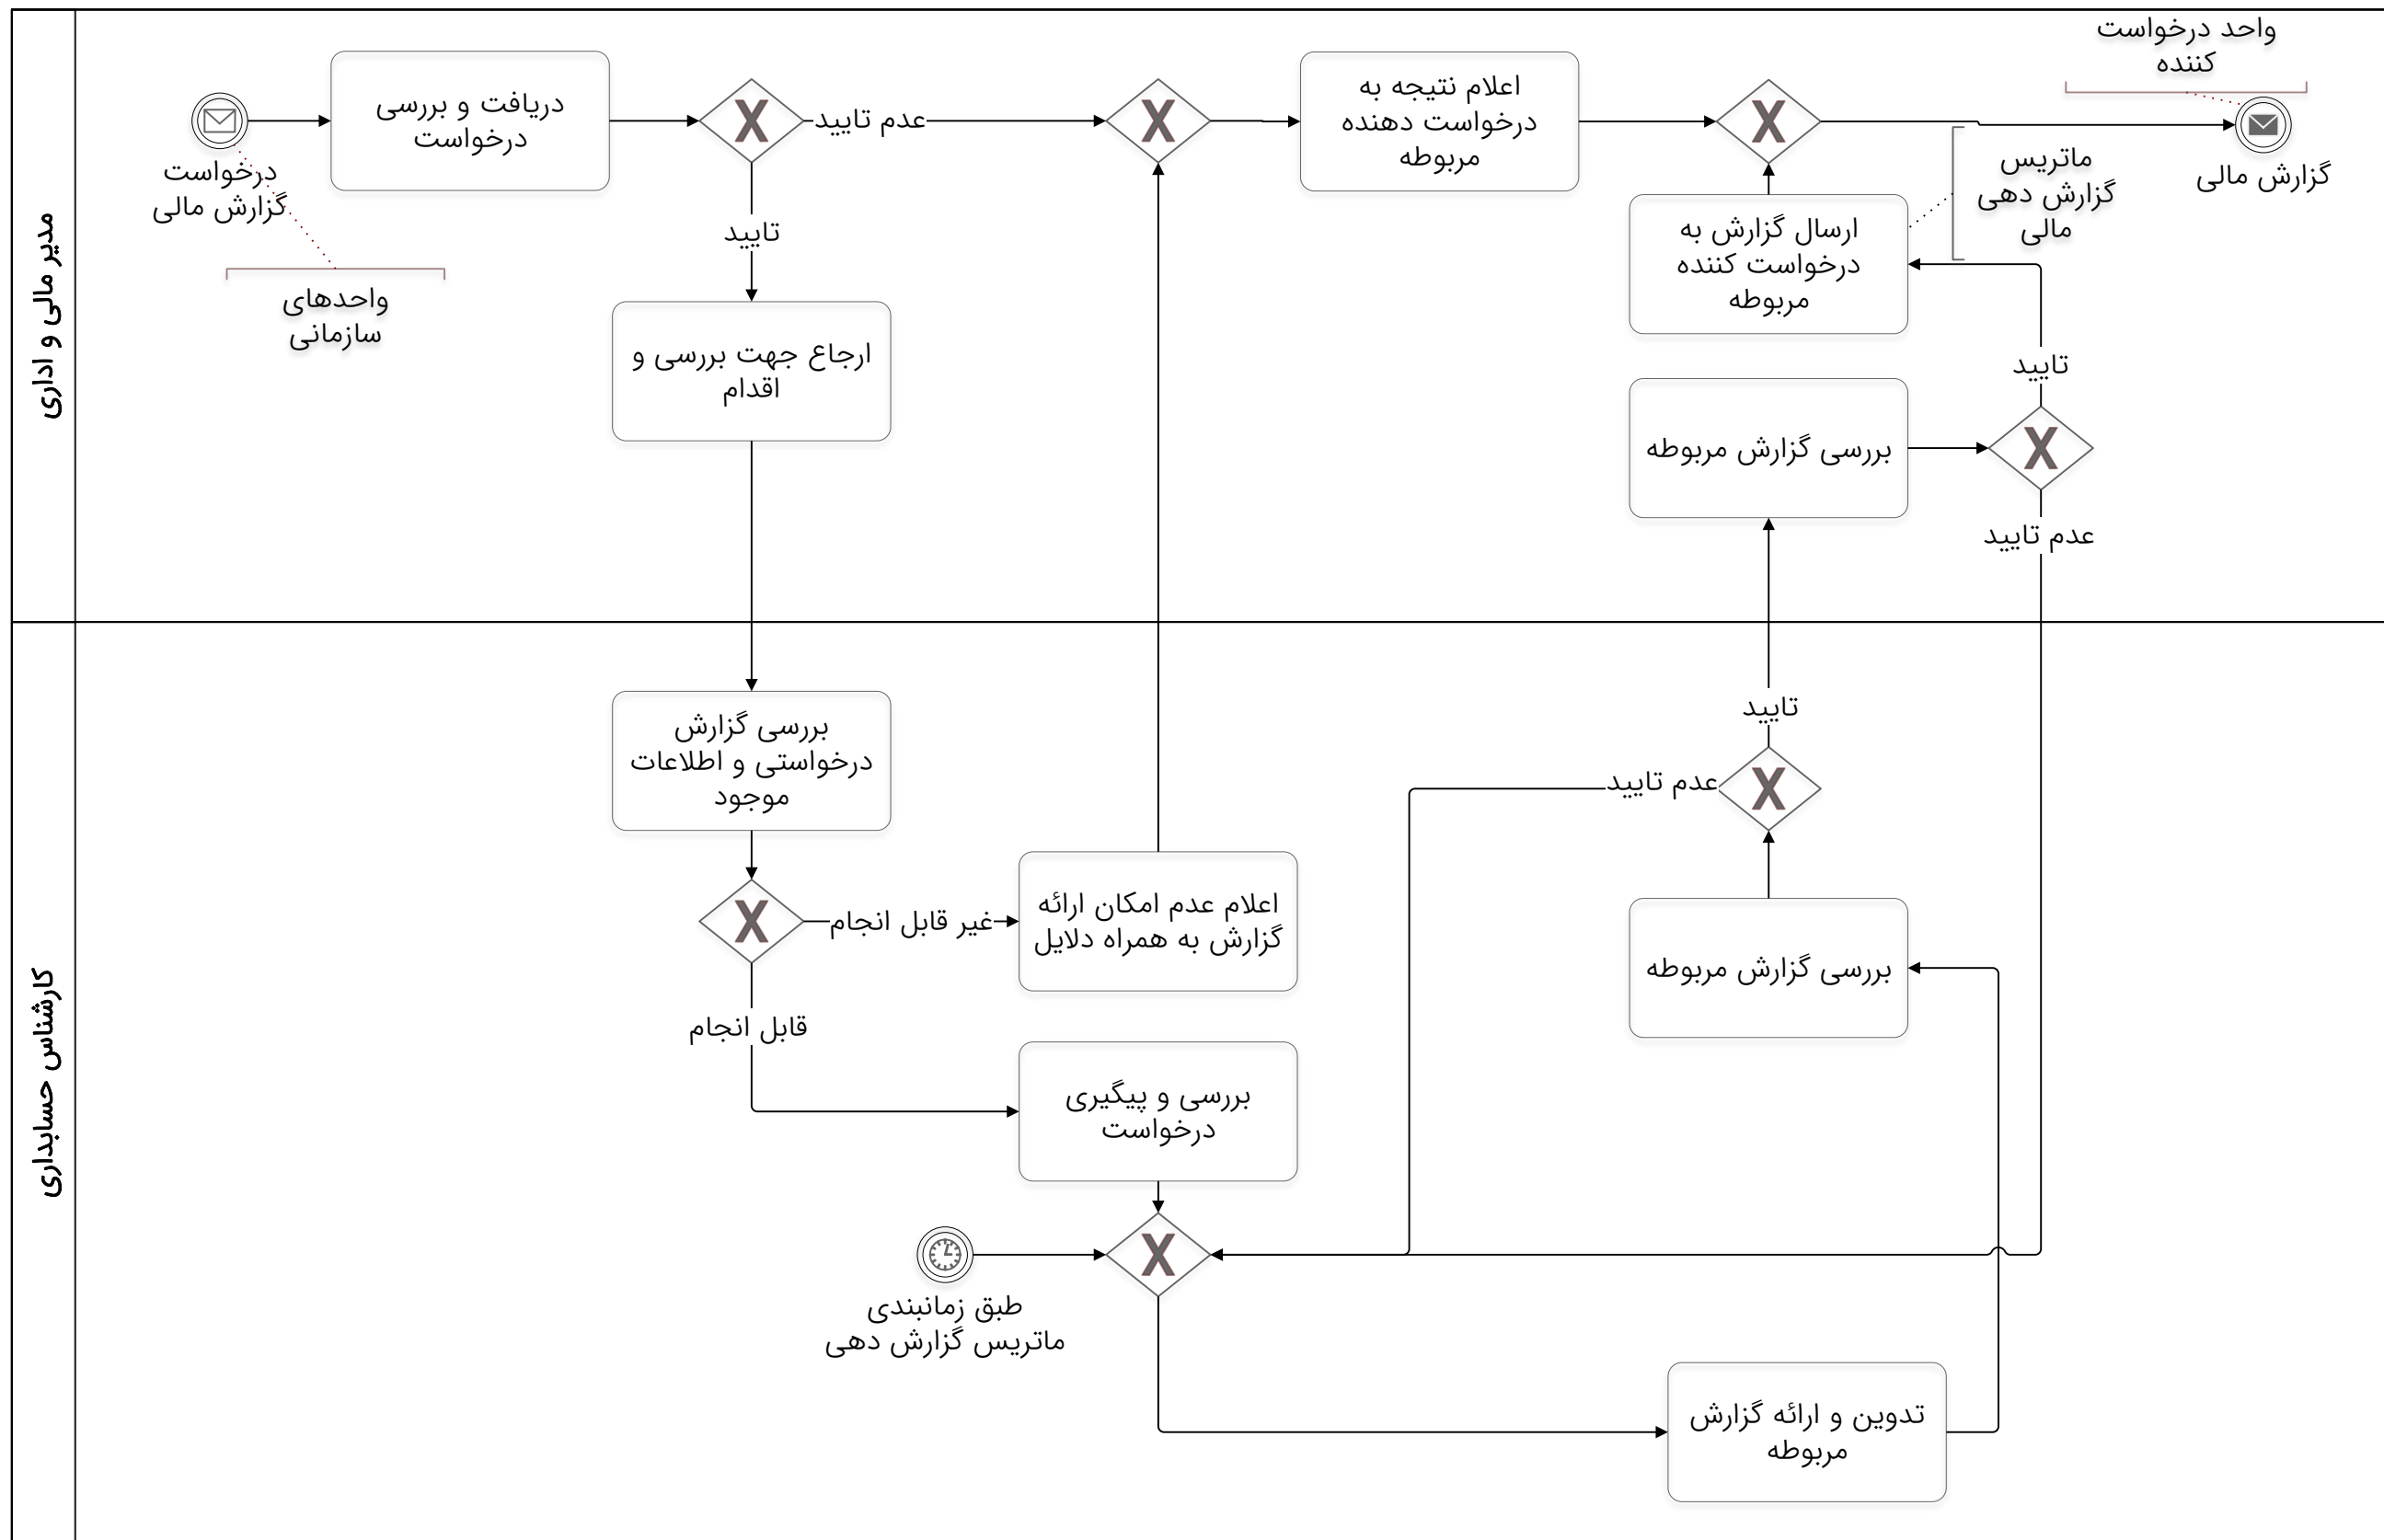 مدیر مالی و اداری
درخواست
گزارش مالی
واحدهای
سازمانی
دریافت و بررسی
درخواست
عدم تایید
تایید
ارجاع جهت بررسی و
اقدام
اعلام نتیجه به
درخواست دهنده
مربوطه
واحد درخواست
کننده
گزارش مالی
ماتریس
گزارش دهی
مالی
ارسال گزارش به
درخواست کننده
مربوطه
تایید
بررسی گزارش مربوطه
عدم تایید
کارشناس حسابداری
بررسی گزارش
درخواستی و اطلاعات
موجود
غیر قابل انجام
اعلام عدم امکان ارائه
گزارش به همراه دلایل
قابل انجام
بررسی و پیگیری
درخواست
طبق زمانبندی
ماتریس گزارش دهی
تایید
عدم تایید
بررسی گزارش مربوطه
تدوین و ارائه گزارش
مربوطه